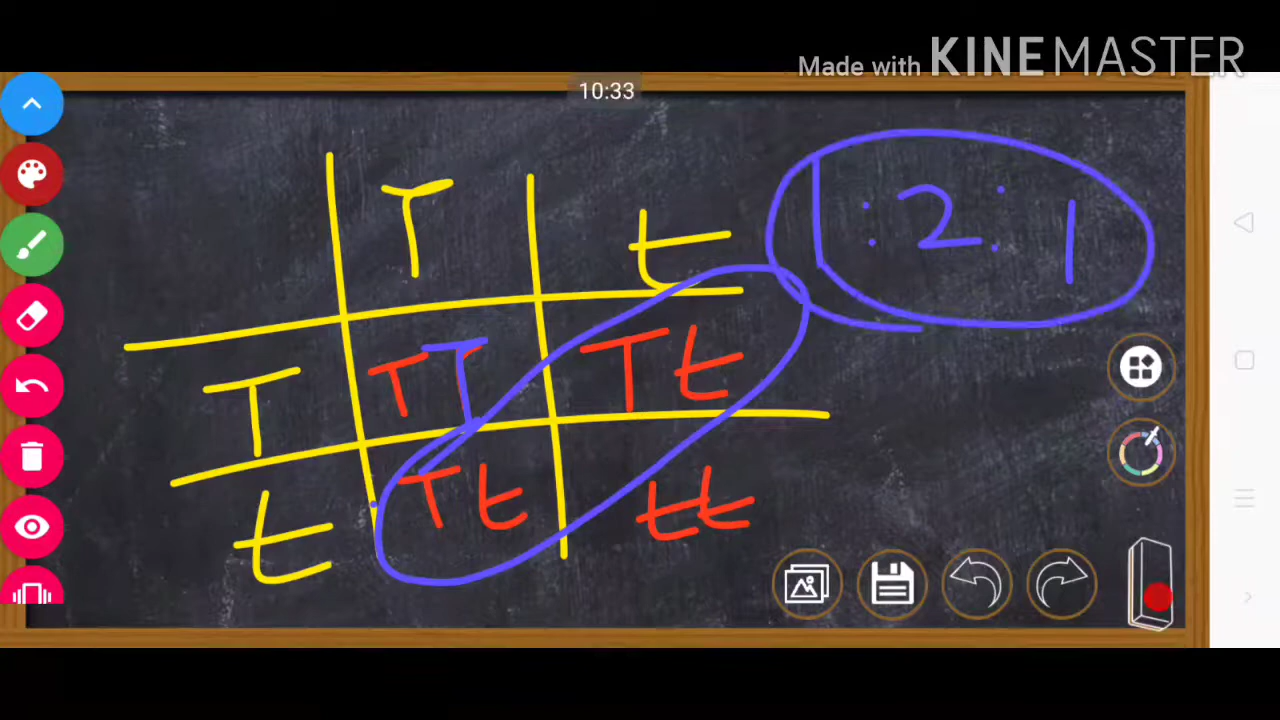 Made with KINEMASTER
10:33
T t 1 : 2 : 1
T TT Tt
t Tt tt